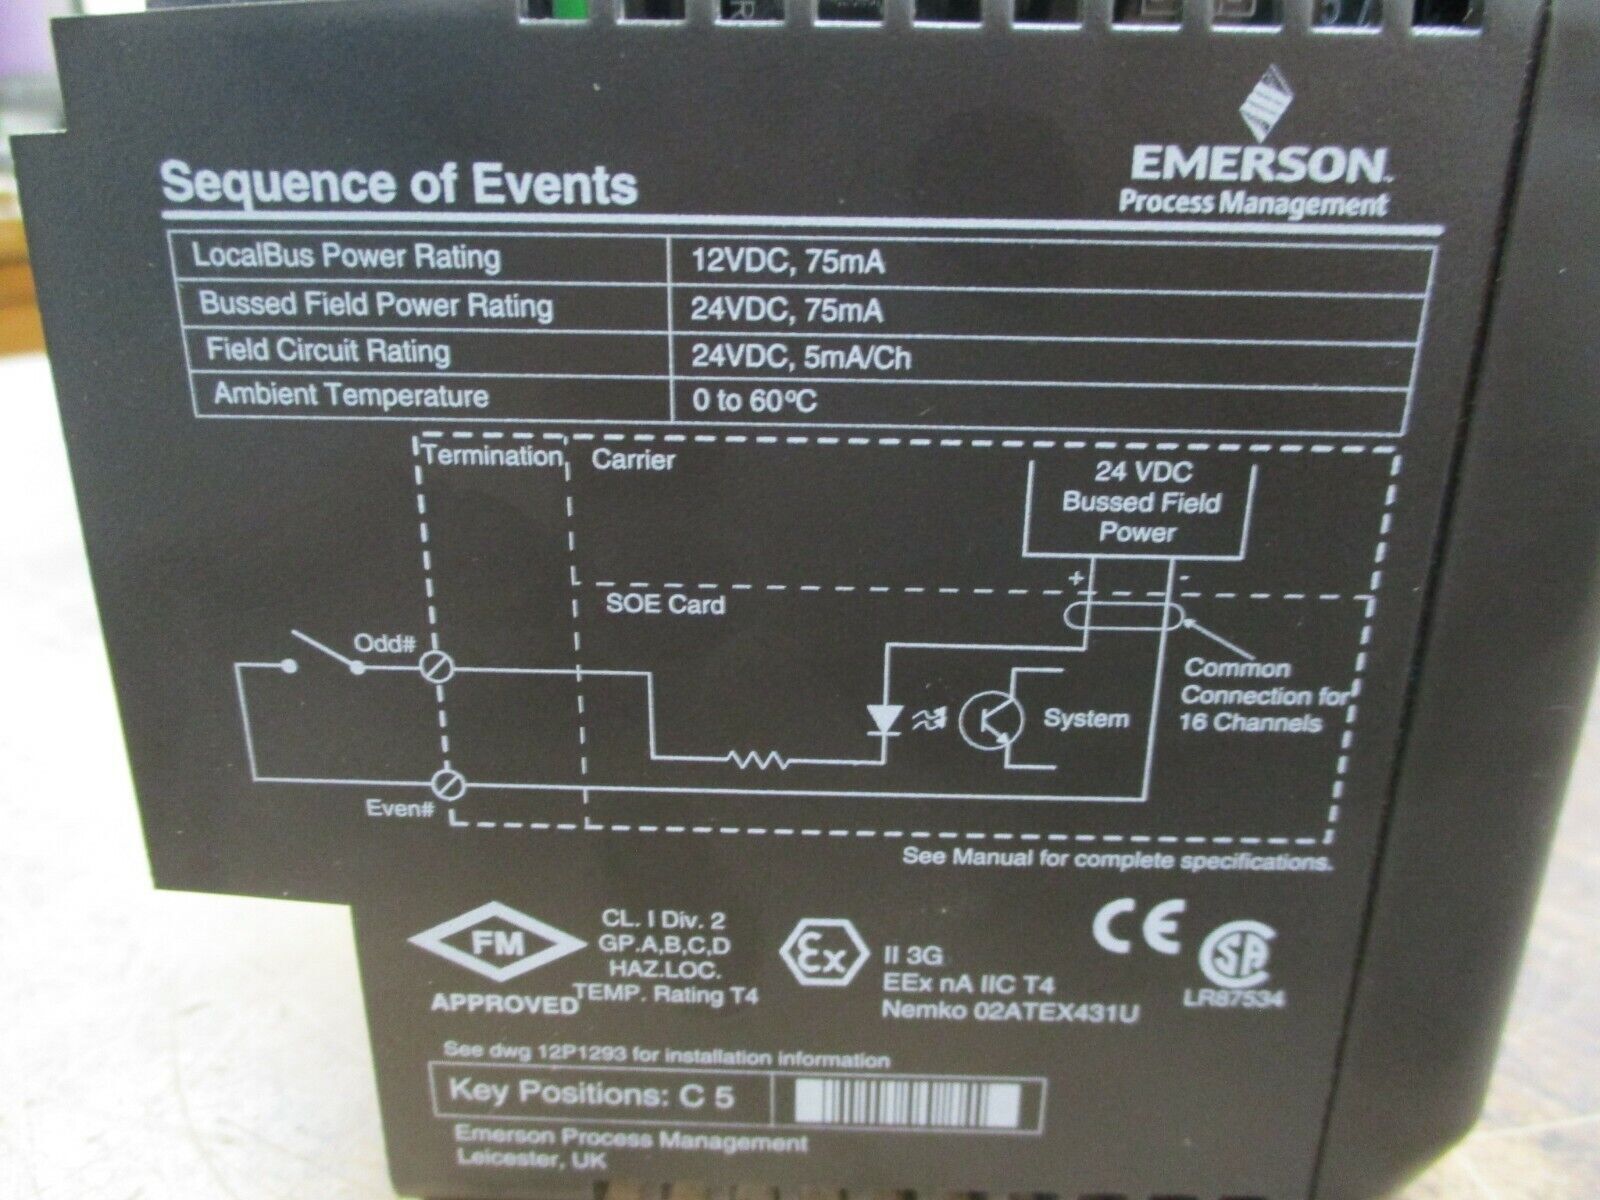 EMERSON
Process Management
Sequence of Events
LocalBus Power Rating 12VDC, 75mA
Bussed Field Power Rating 24VDC, 75mA
Field Circuit Rating 24VDC, 5mA/Ch
Ambient Temperature 0 to 60°C
Termination Carrier
24 VDC
Bussed Field
Power
+ -
SOE Card
Odd#
Common
Connection for
16 Channels
System
Even#
See Manual for complete specifications.
FM
APPROVED
CL. I Div. 2
GP.A,B,C,D
HAZ.LOC.
TEMP. Rating T4
Ex
II 3G
EEx nA IIC T4
Nemko 02ATEX431U
CE
SA
LR87534
See dwg 12P1293 for installation information
Key Positions: C 5
Emerson Process Management
Leicester, UK